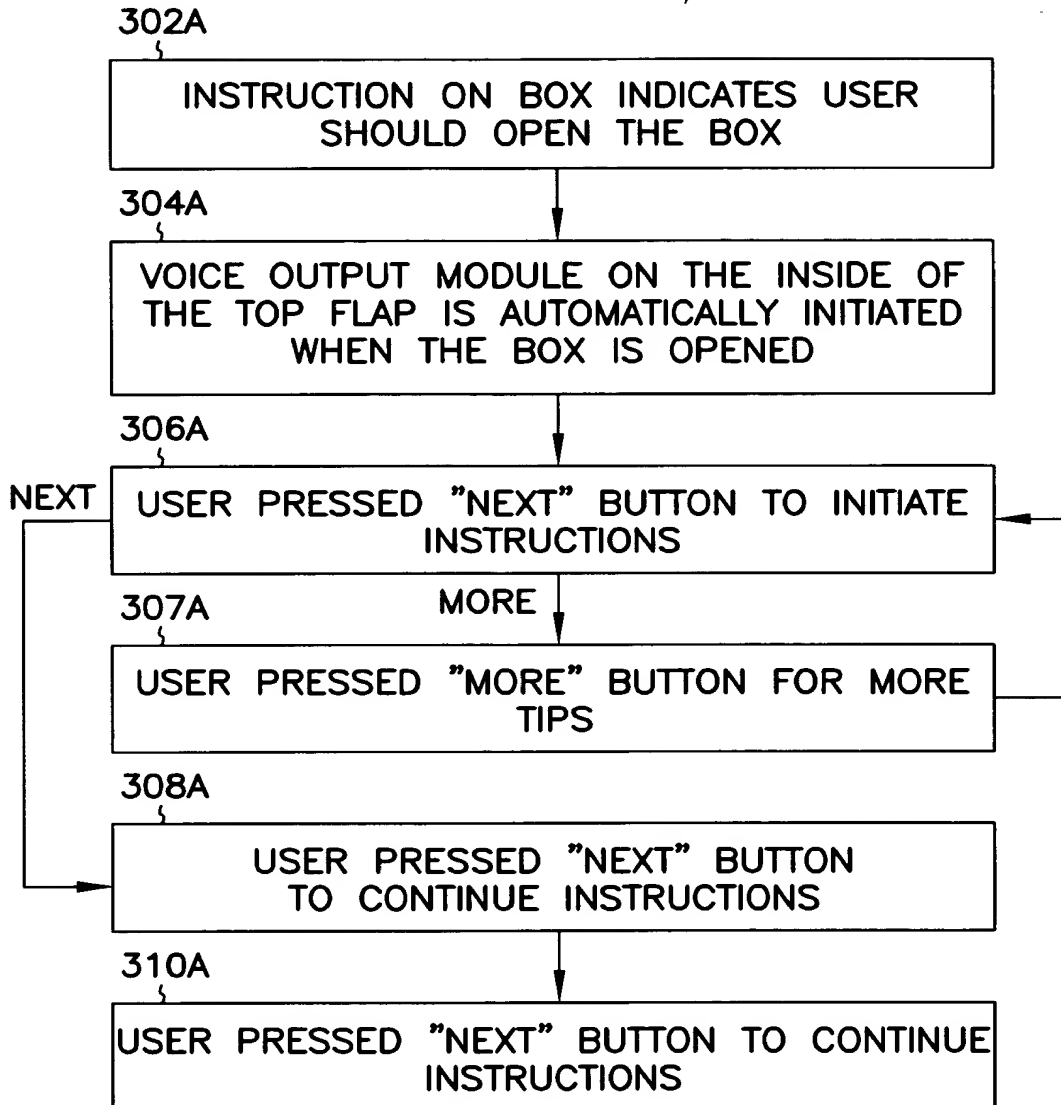 302A
INSTRUCTION ON BOX INDICATES USER
SHOULD OPEN THE BOX
304A
VOICE OUTPUT MODULE ON THE INSIDE OF
THE TOP FLAP IS AUTOMATICALLY INITIATED
WHEN THE BOX IS OPENED
306A
NEXT
USER PRESSED "NEXT" BUTTON TO INITIATE
INSTRUCTIONS
MORE
307A
USER PRESSED "MORE" BUTTON FOR MORE
TIPS
308A
USER PRESSED "NEXT" BUTTON
TO CONTINUE INSTRUCTIONS
310A
USER PRESSED "NEXT" BUTTON TO CONTINUE
INSTRUCTIONS